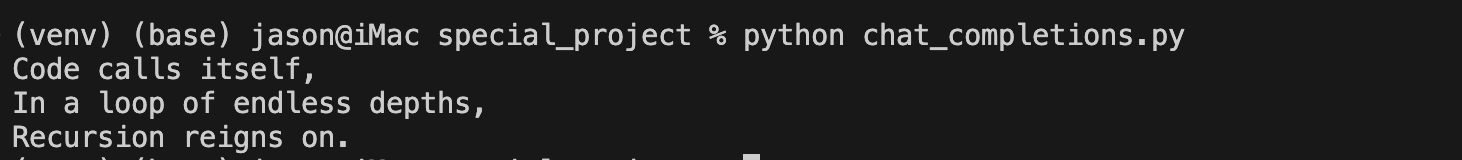 (venv) (base) jason@iMac special_project % python chat_completions.py
Code calls itself,
In a loop of endless depths,
Recursion reigns on.